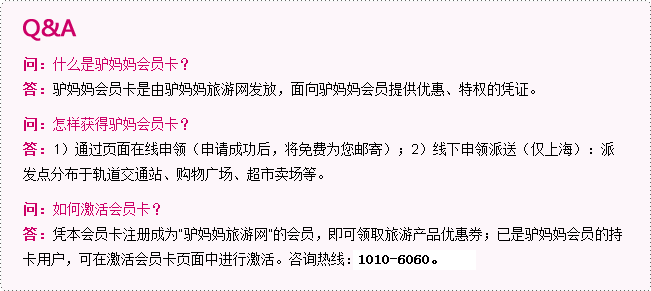 Q&A
问：什么是驴妈妈会员卡？
答：驴妈妈会员卡是由驴妈妈旅游网发放，面向驴妈妈会员提供优惠、特权的凭证。
问：怎样获得驴妈妈会员卡？
答：1）通过页面在线申领（申请成功后，将免费为您邮寄）；2）线下申领派送（仅上海）：派
发点分布于轨道交通站、购物广场、超市卖场等。
问：如何激活会员卡？
答：凭本会员卡注册成为"驴妈妈旅游网"的会员，即可领取旅游产品优惠券；已是驴妈妈会员的持
卡用户，可在激活会员卡页面中进行激活。咨询热线：1010-6060。